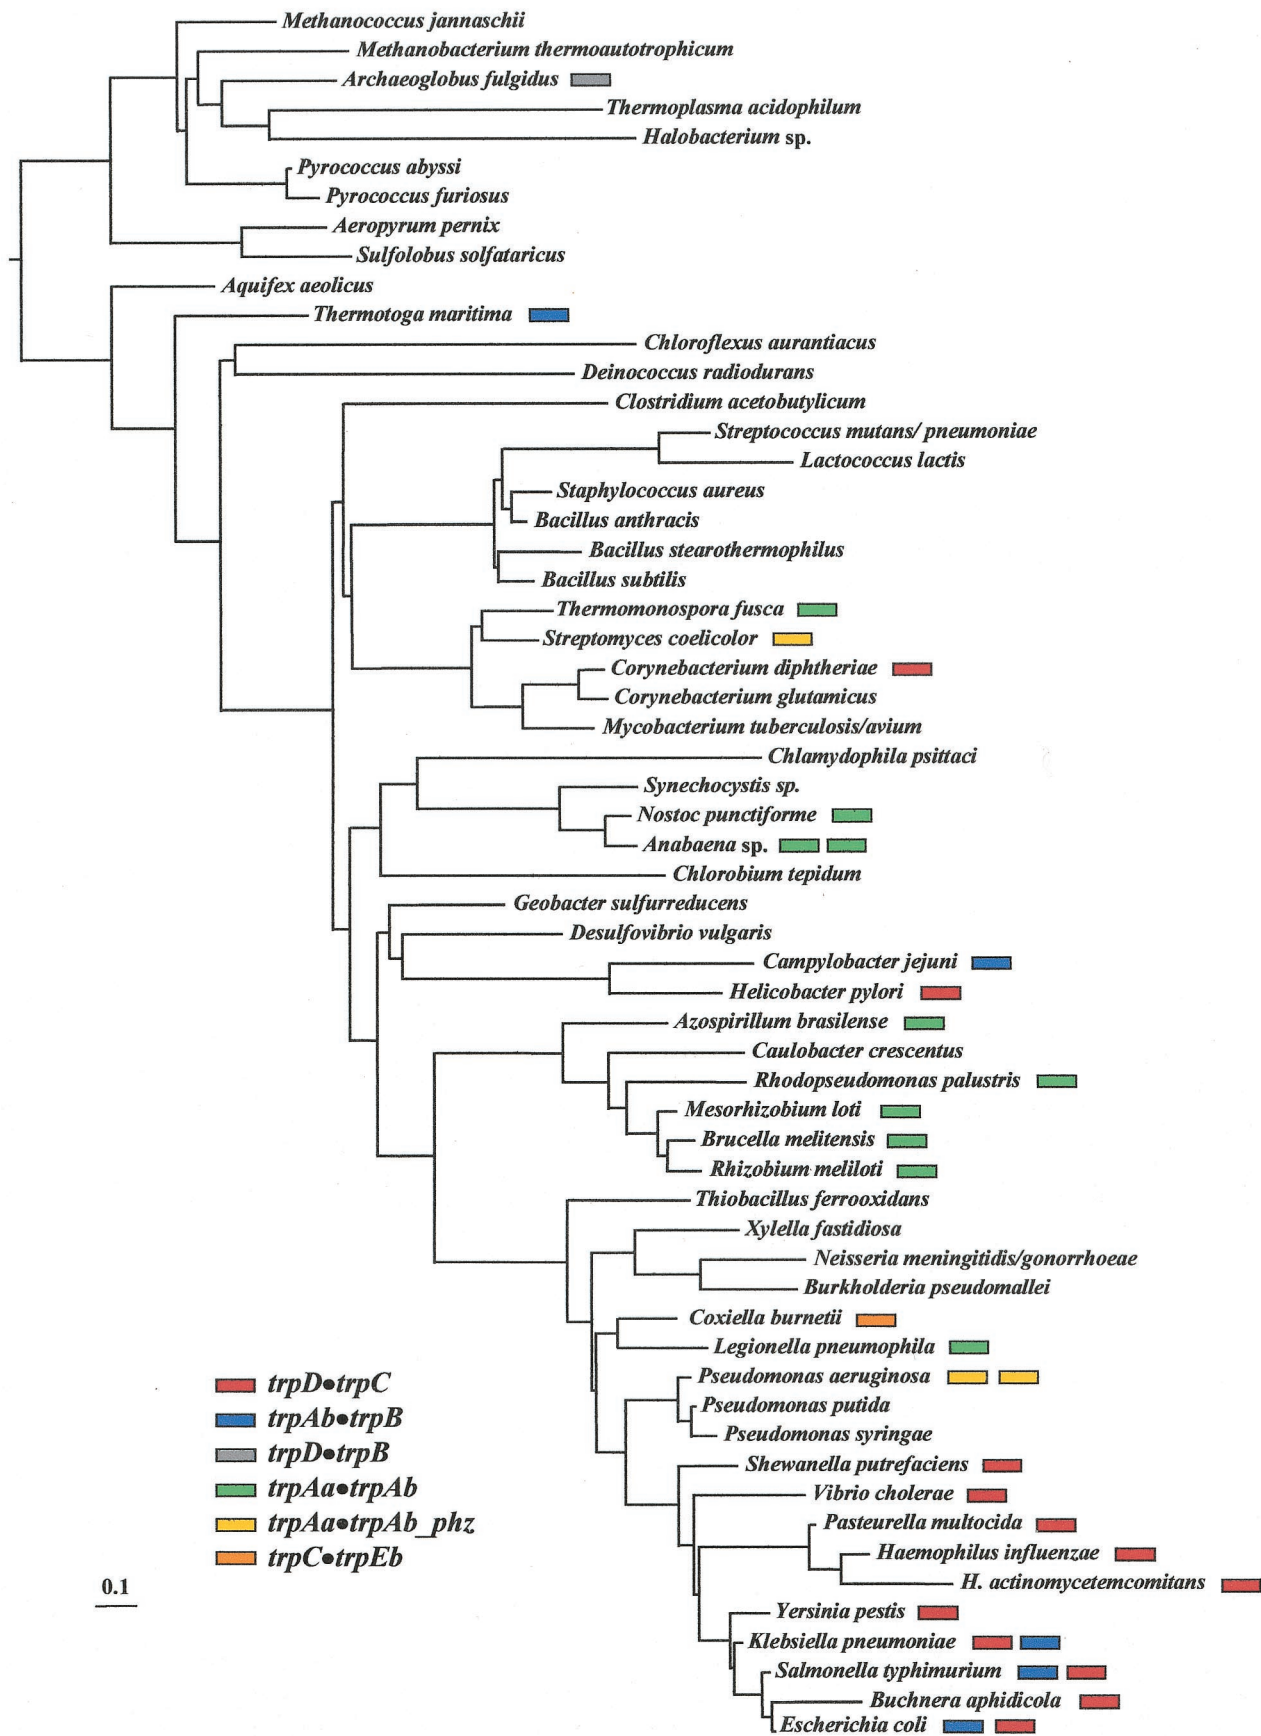 Methanococcus jannaschii
Methanobacterium thermoautotrophicum
Archaeoglobus fulgidus
Thermoplasma acidophilum
Halobacterium sp.
Pyrococcus abyssi
Pyrococcus furiosus
Aeropyrum pernix
Sulfolobus solfataricus
Aquifex aeolicus
Thermotoga maritima
Chloroflexus aurantiacus
Deinococcus radiodurans
Clostridium acetobutylicum
Streptococcus mutans/ pneumoniae
Lactococcus lactis
Staphylococcus aureus
Bacillus anthracis
Bacillus stearothermophilus
Bacillus subtilis
Thermomonospora fusca
Streptomyces coelicolor
Corynebacterium diphtheriae
Corynebacterium glutamicus
Mycobacterium tuberculosis/avium
Chlamydophila psittaci
Synechocystis sp.
Nostoc punctiforme
Anabaena sp.
Chlorobium tepidum
Geobacter sulfurreducens
Desulfovibrio vulgaris
Campylobacter jejuni
Helicobacter pylori
Azospirillum brasilense
Caulobacter crescentus
Rhodopseudomonas palustris
Mesorhizobium loti
Brucella melitensis
Rhizobium meliloti
Thiobacillus ferrooxidans
Xylella fastidiosa
Neisseria meningitidis/gonorrhoeae
Burkholderia pseudomallei
Coxiella burnetii
Legionella pneumophila
Pseudomonas aeruginosa
Pseudomonas putida
Pseudomonas syringae
Shewanella putrefaciens
Vibrio cholerae
Pasteurella multocida
Haemophilus influenzae
H. actinomycetemcomitans
Yersinia pestis
Klebsiella pneumoniae
Salmonella typhimurium
Buchnera aphidicola
Escherichia coli
trpD●trpC
trpAb●trpB
trpD●trpB
trpAa●trpAb
trpAa●trpAb_phz
trpC●trpEb
0.1